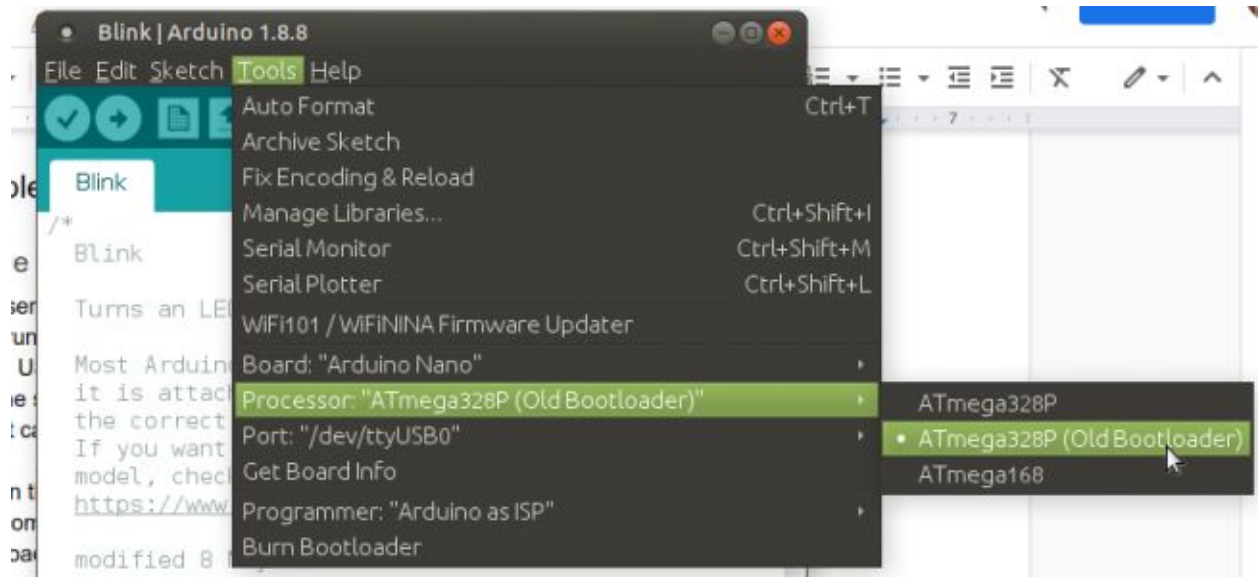 Blink | Arduino 1.8.8
File Edit Sketch Tools Help
Auto Format Ctrl+T
Archive Sketch
Fix Encoding & Reload
Manage Libraries... Ctrl+Shift+I
Serial Monitor Ctrl+Shift+M
Serial Plotter Ctrl+Shift+L
WiFi101 / WiFiNINA Firmware Updater
Board: "Arduino Nano"
Processor: "ATmega328P (Old Bootloader)"
Port: "/dev/ttyUSB0"
Get Board Info
Programmer: "Arduino as ISP"
Burn Bootloader
ATmega328P
ATmega328P (Old Bootloader)
ATmega168
7
Blink
/*
Blink
Turns an LE
Most Arduin
it is attac
the correct
If you want
model, chec
https://www
modified 8